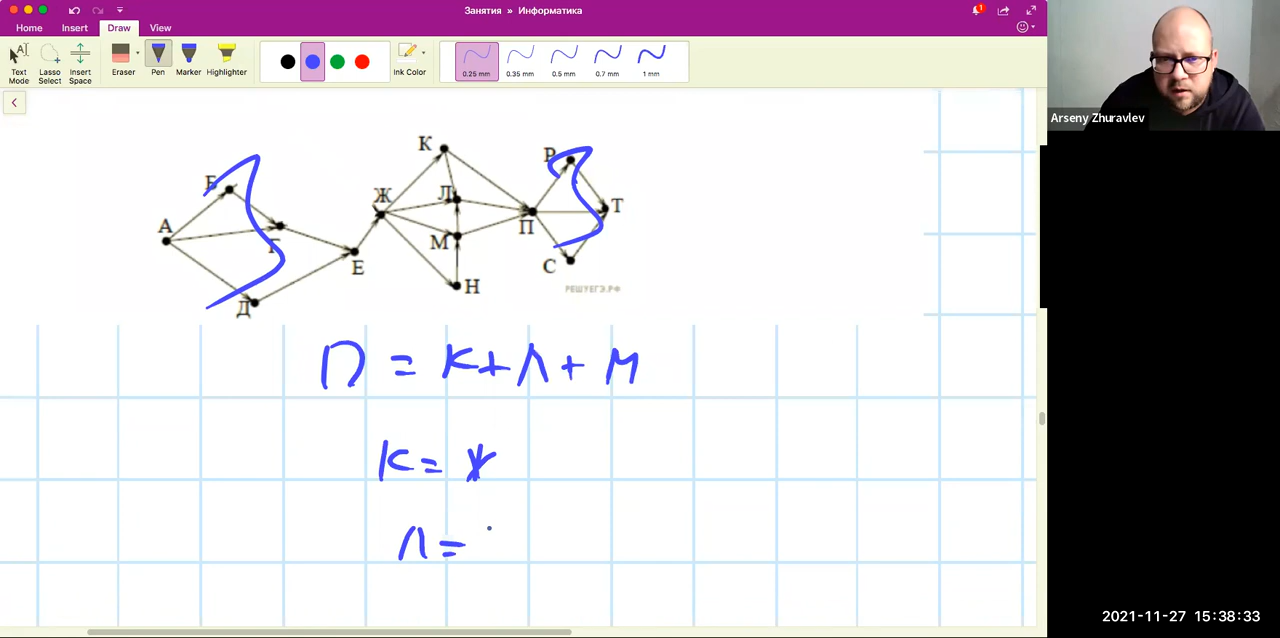 Занятия » Информатика
1
Home Insert Draw View
Text Mode
Lasso Select
Insert Space
Eraser
Pen
Marker
Highlighter
Ink Color
0.25 mm
0.35 mm
0.5 mm
0.7 mm
1 mm
Arseny Zhuravlev
К
Р
Б
Ж
Л
Т
А
Г
М
П
Е
С
Н
Д
РЕШУЕГЭ.РФ
П = К + Л + М
К = Ж
Л =
2021-11-27 15:38:33